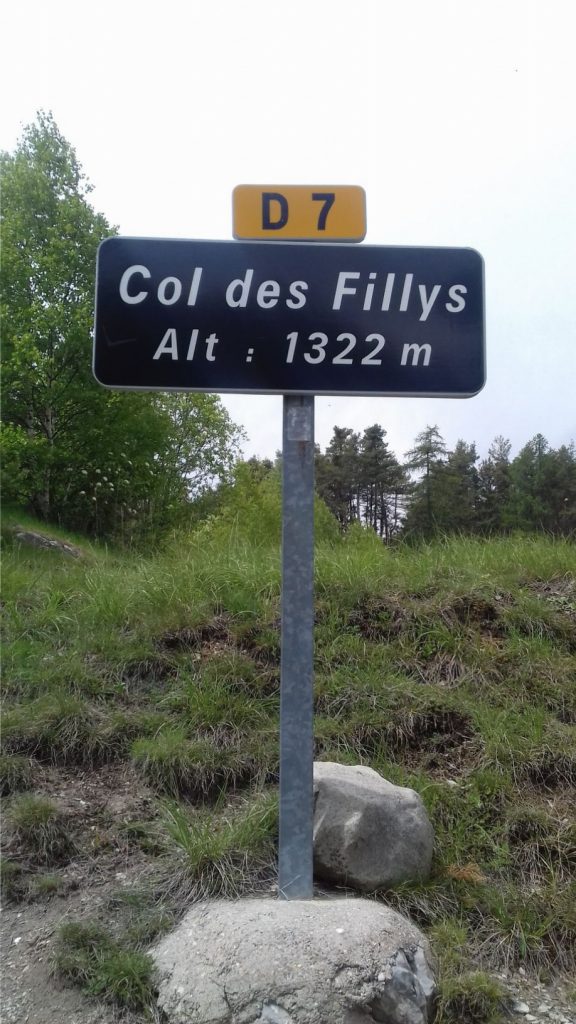 D 7
Col des Fillys
Alt : 1322 m